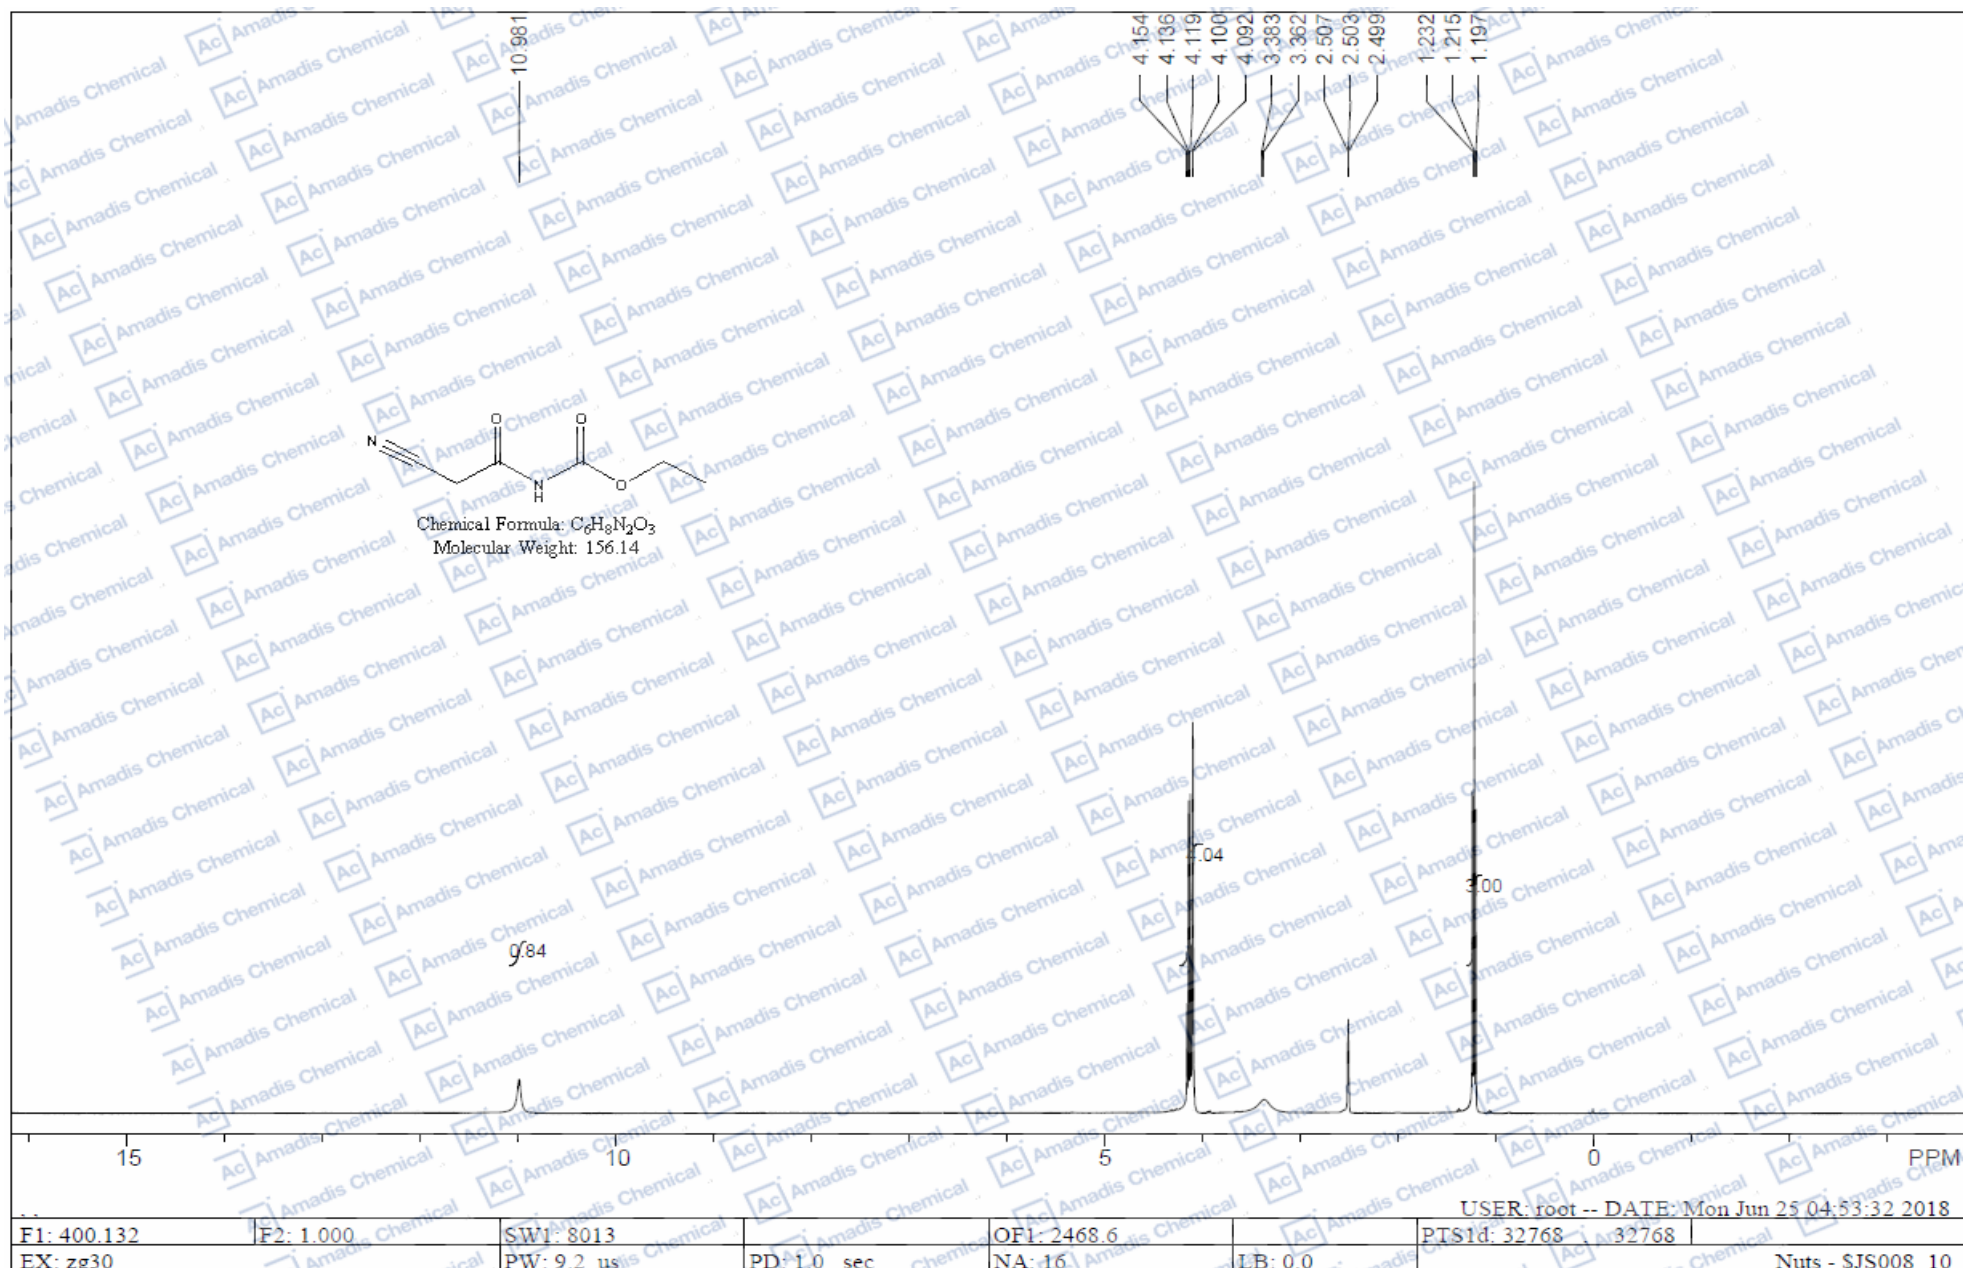 10.981
4.154
4.136
4.119
4.100
4.092
3.383
3.362
2.507
2.503
2.499
1.232
1.215
1.197
Ac Amadis Chemical
O O
N
N
H
O
Chemical Formula: C6H8N2O3
Molecular Weight: 156.14
0.84
4.04
3.00
15 10 5 0 PPM
USER: root -- DATE: Mon Jun 25 04:53:32 2018
F1: 400.132 F2: 1.000 SW1: 8013 OF1: 2468.6 PTS1d: 32768 , 32768
EX: zg30 PW: 9.2 us PD: 1.0 sec NA: 16 LB: 0.0 Nuts - $JS008_10